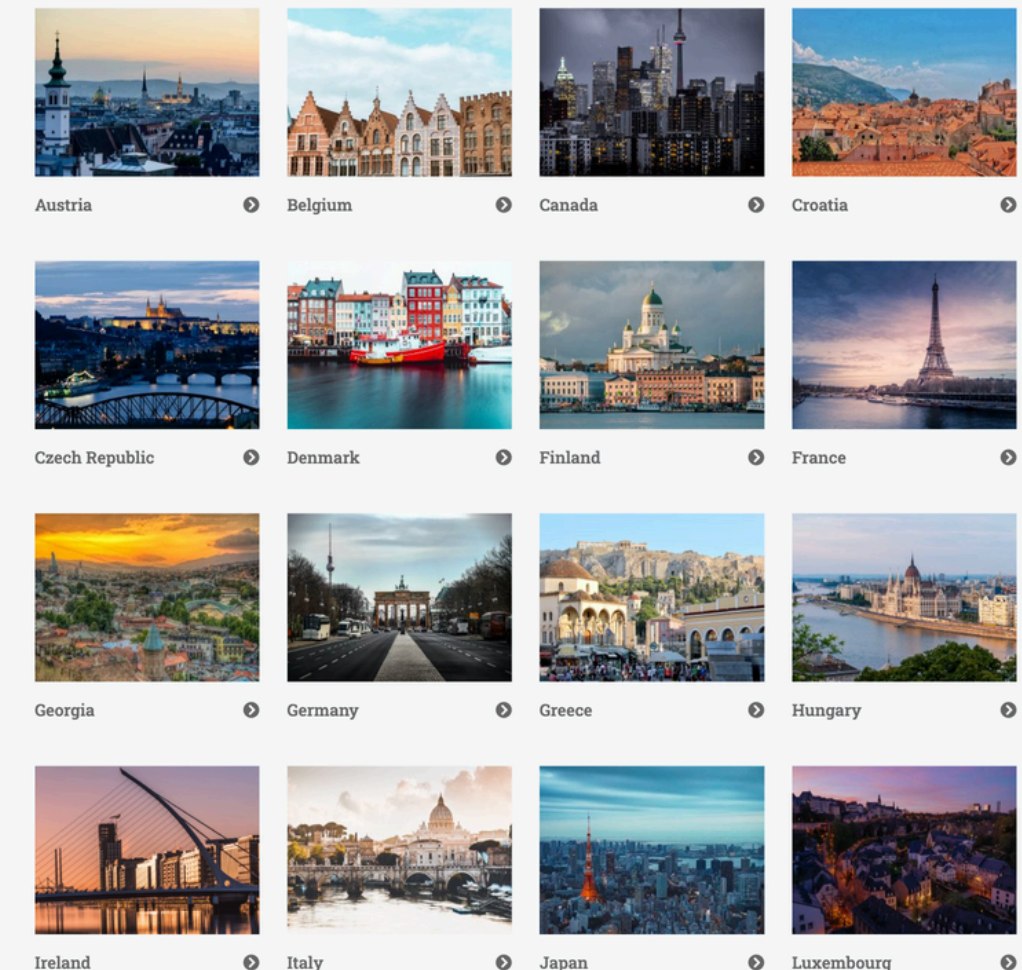 Austria
Belgium
Canada
Croatia
Czech Republic
Denmark
Finland
France
Georgia
Germany
Greece
Hungary
Ireland
Italy
Japan
Luxembourg